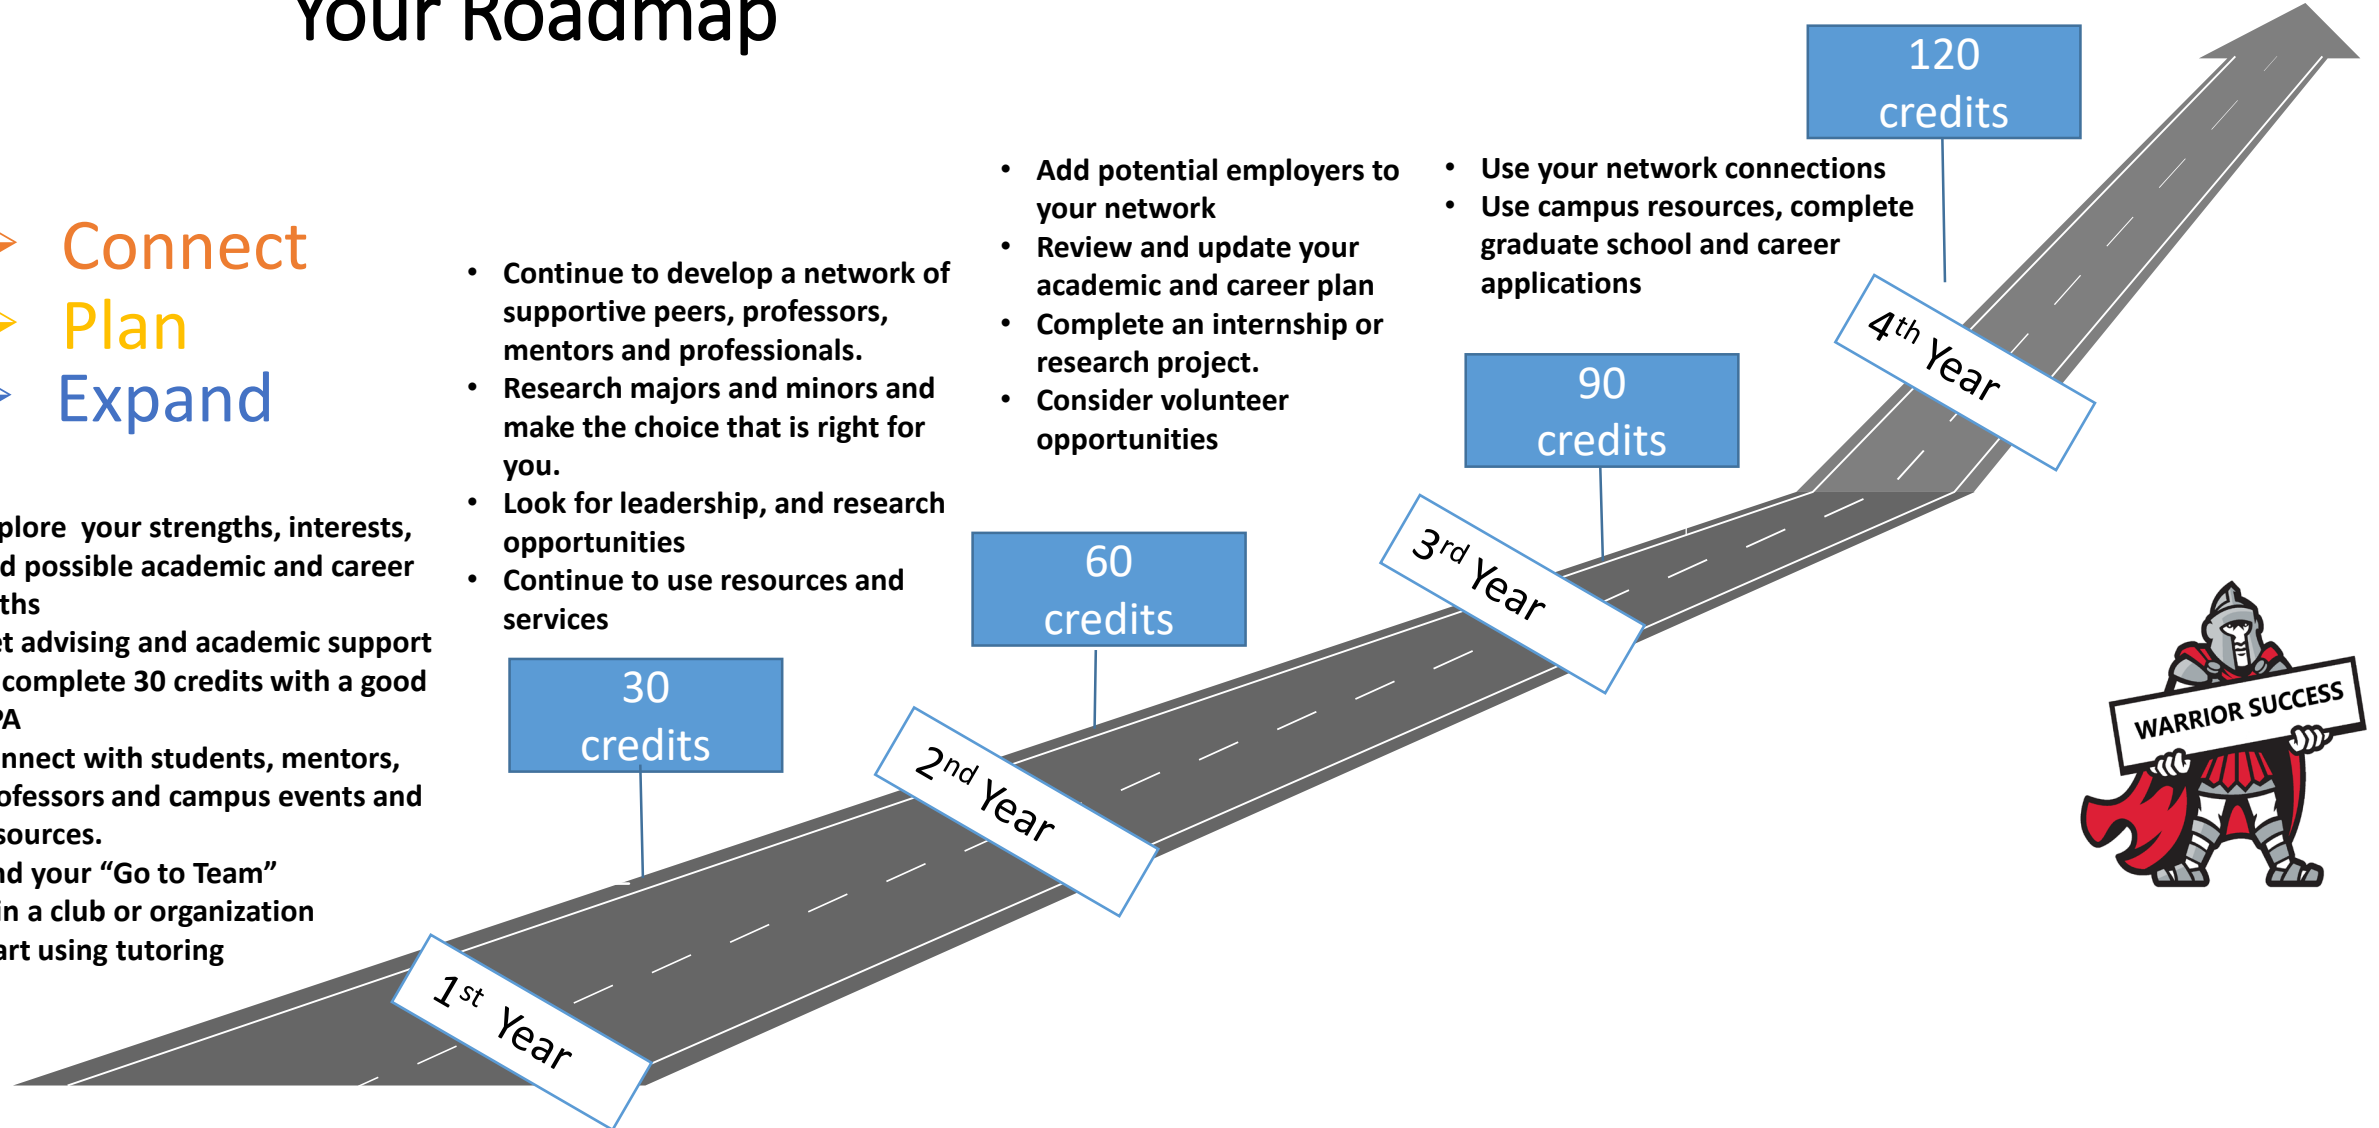 Your Roadmap
Connect
Plan
Expand
plore your strengths, interests,
d possible academic and career
ths
t advising and academic support
complete 30 credits with a good
PA
nnect with students, mentors,
ofessors and campus events and
sources.
nd your “Go to Team”
in a club or organization
art using tutoring
• Continue to develop a network of
supportive peers, professors,
mentors and professionals.
• Research majors and minors and
make the choice that is right for
you.
• Look for leadership, and research
opportunities
• Continue to use resources and
services
• Add potential employers to
your network
• Review and update your
academic and career plan
• Complete an internship or
research project.
• Consider volunteer
opportunities
• Use your network connections
• Use campus resources, complete
graduate school and career
applications
30
credits
60
credits
90
credits
120
credits
1st Year
2nd Year
3rd Year
4th Year
WARRIOR SUCCESS